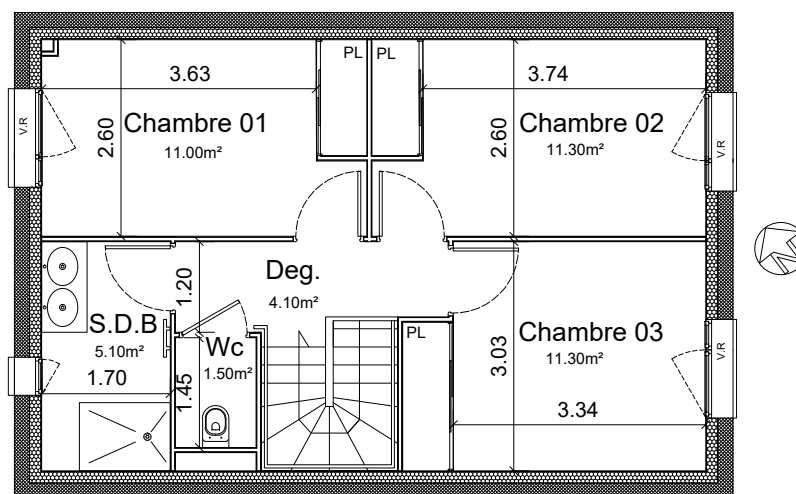 PL
PL
3.63
3.74
V.R
2.60
Chambre 01
11.00m²
2.60
Chambre 02
11.30m²
V.R
1.20
Deg.
4.10m²
S.D.B
5.10m²
Wc
1.50m²
PL
Chambre 03
11.30m²
V.R
1.70
1.45
3.03
3.34
N